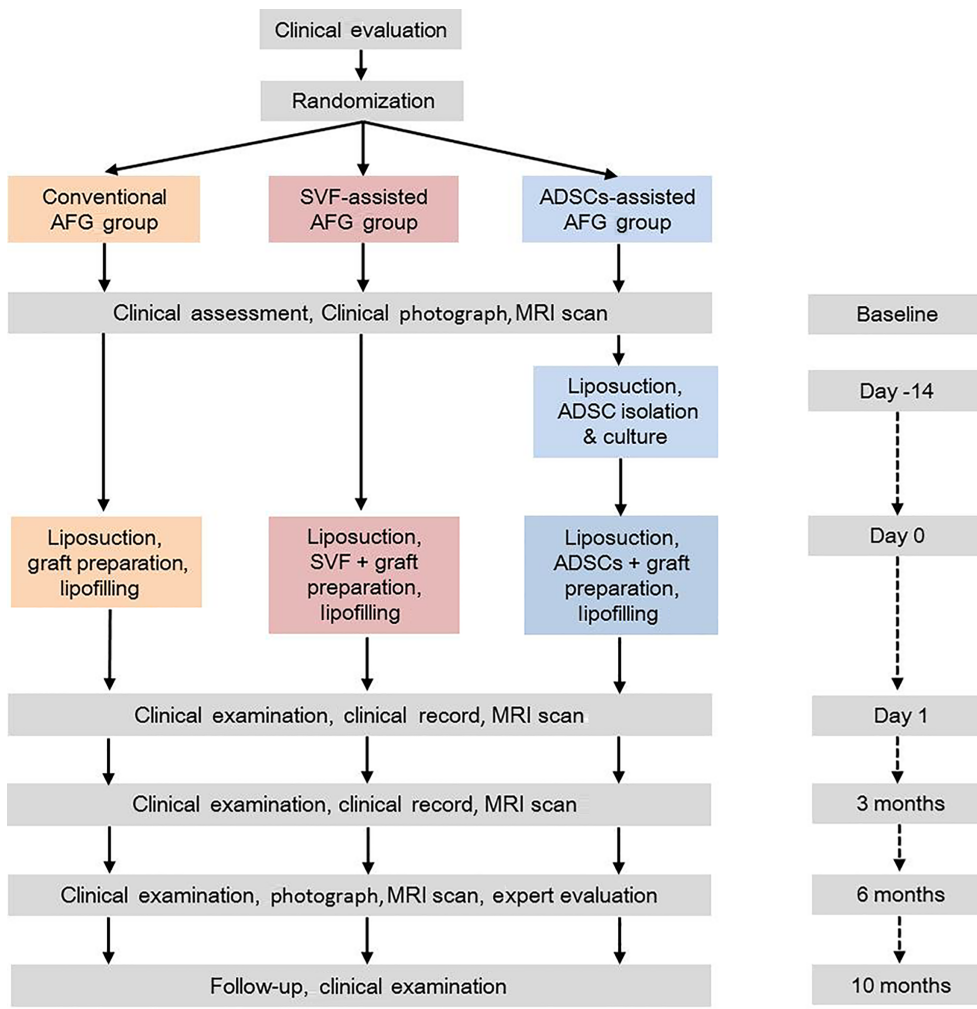 Clinical evaluation
Randomization
Conventional
AFG group
SVF-assisted
AFG group
ADSCs-assisted
AFG group
Clinical assessment, Clinical photograph, MRI scan
Baseline
Liposuction,
ADSC isolation
& culture
Day -14
Liposuction,
graft preparation,
lipofilling
Liposuction,
SVF + graft
preparation,
lipofilling
Liposuction,
ADSCs + graft
preparation,
lipofilling
Day 0
Clinical examination, clinical record, MRI scan
Day 1
Clinical examination, clinical record, MRI scan
3 months
Clinical examination, photograph, MRI scan, expert evaluation
6 months
Follow-up, clinical examination
10 months